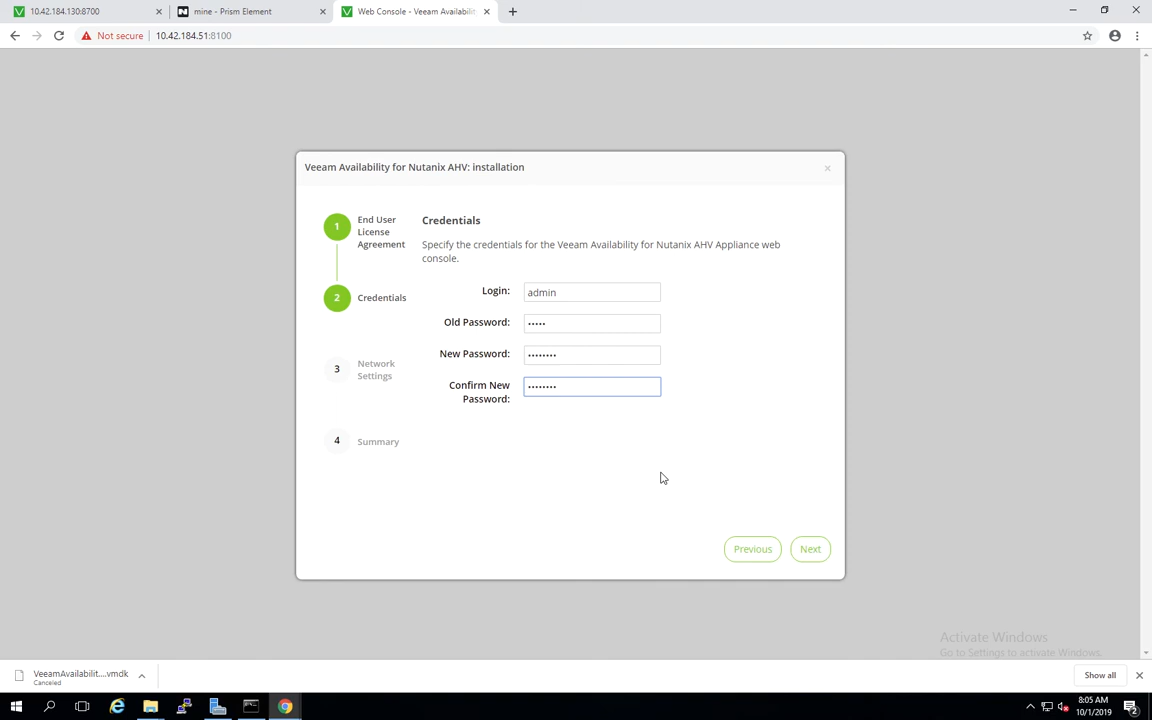 10.42.184.130:8700
mine - Prism Element
Web Console - Veeam Availabilit
Not secure
10.42.184.51:8100
Veeam Availability for Nutanix AHV: installation
×
1
End User
License
Agreement
2
Credentials
3
Network
Settings
4
Summary
Credentials
Specify the credentials for the Veeam Availability for Nutanix AHV Appliance web
console.
Login:
admin
Old Password:
•••••
New Password:
••••••••
Confirm New
Password:
••••••••
Previous
Next
Activate Windows
Go to Settings to activate Windows.
VeeamAvailabilit....vmdk
Canceled
Show all
8:05 AM
10/1/2019
2